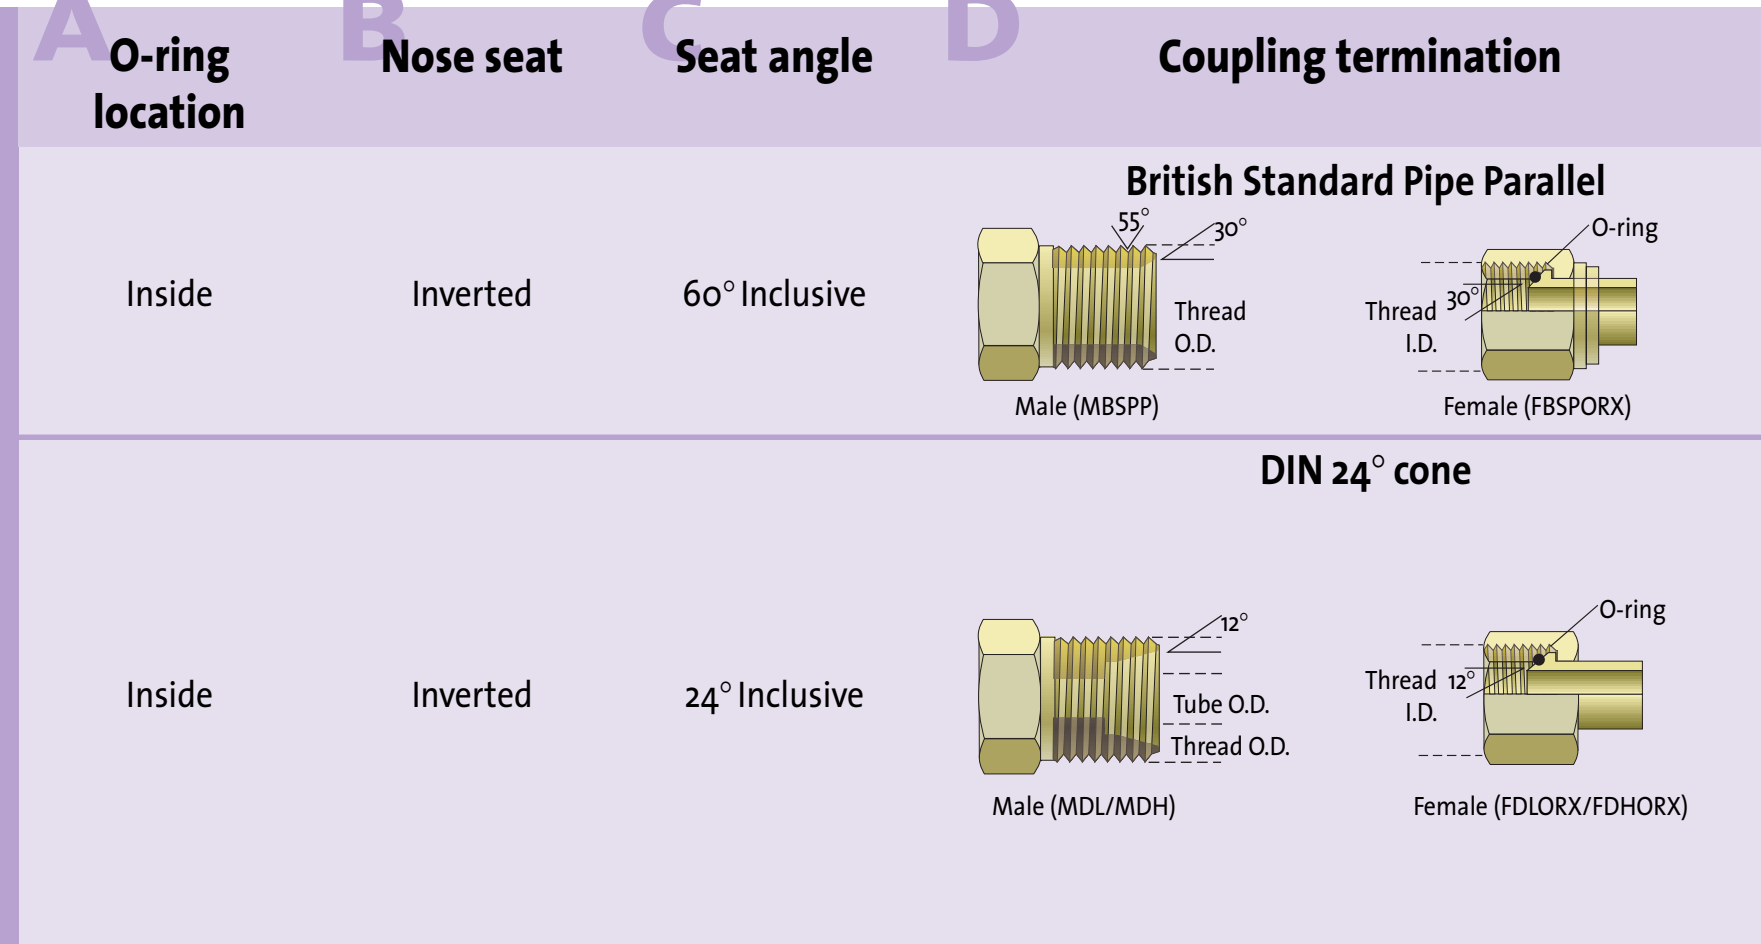 A B C D
O-ring location
Nose seat
Seat angle
Coupling termination
British Standard Pipe Parallel
Inside
Inverted
60° Inclusive
55°
30°
Thread
O.D.
Male (MBSPP)
O-ring
30°
Thread
I.D.
Female (FBSPORX)
DIN 24° cone
Inside
Inverted
24° Inclusive
12°
Tube O.D.
Thread O.D.
Male (MDL/MDH)
O-ring
Thread 12°
I.D.
Female (FDLORX/FDHORX)